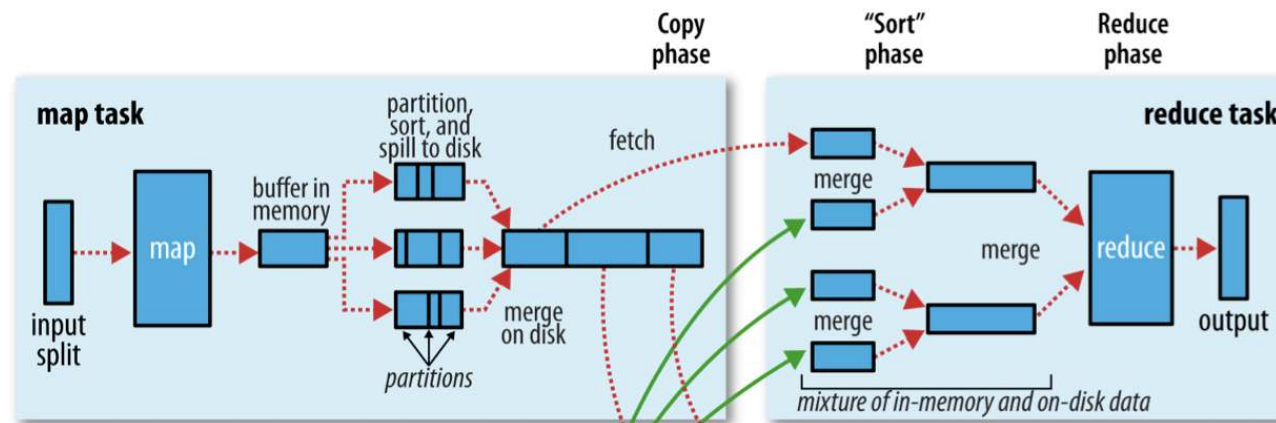 Copy
phase
“Sort”
phase
Reduce
phase
map task
partition,
sort, and
spill to disk
fetch
reduce task
buffer in
memory
merge
map
merge
reduce
input
split
merge
on disk
merge
output
partitions
mixture of in-memory and on-disk data